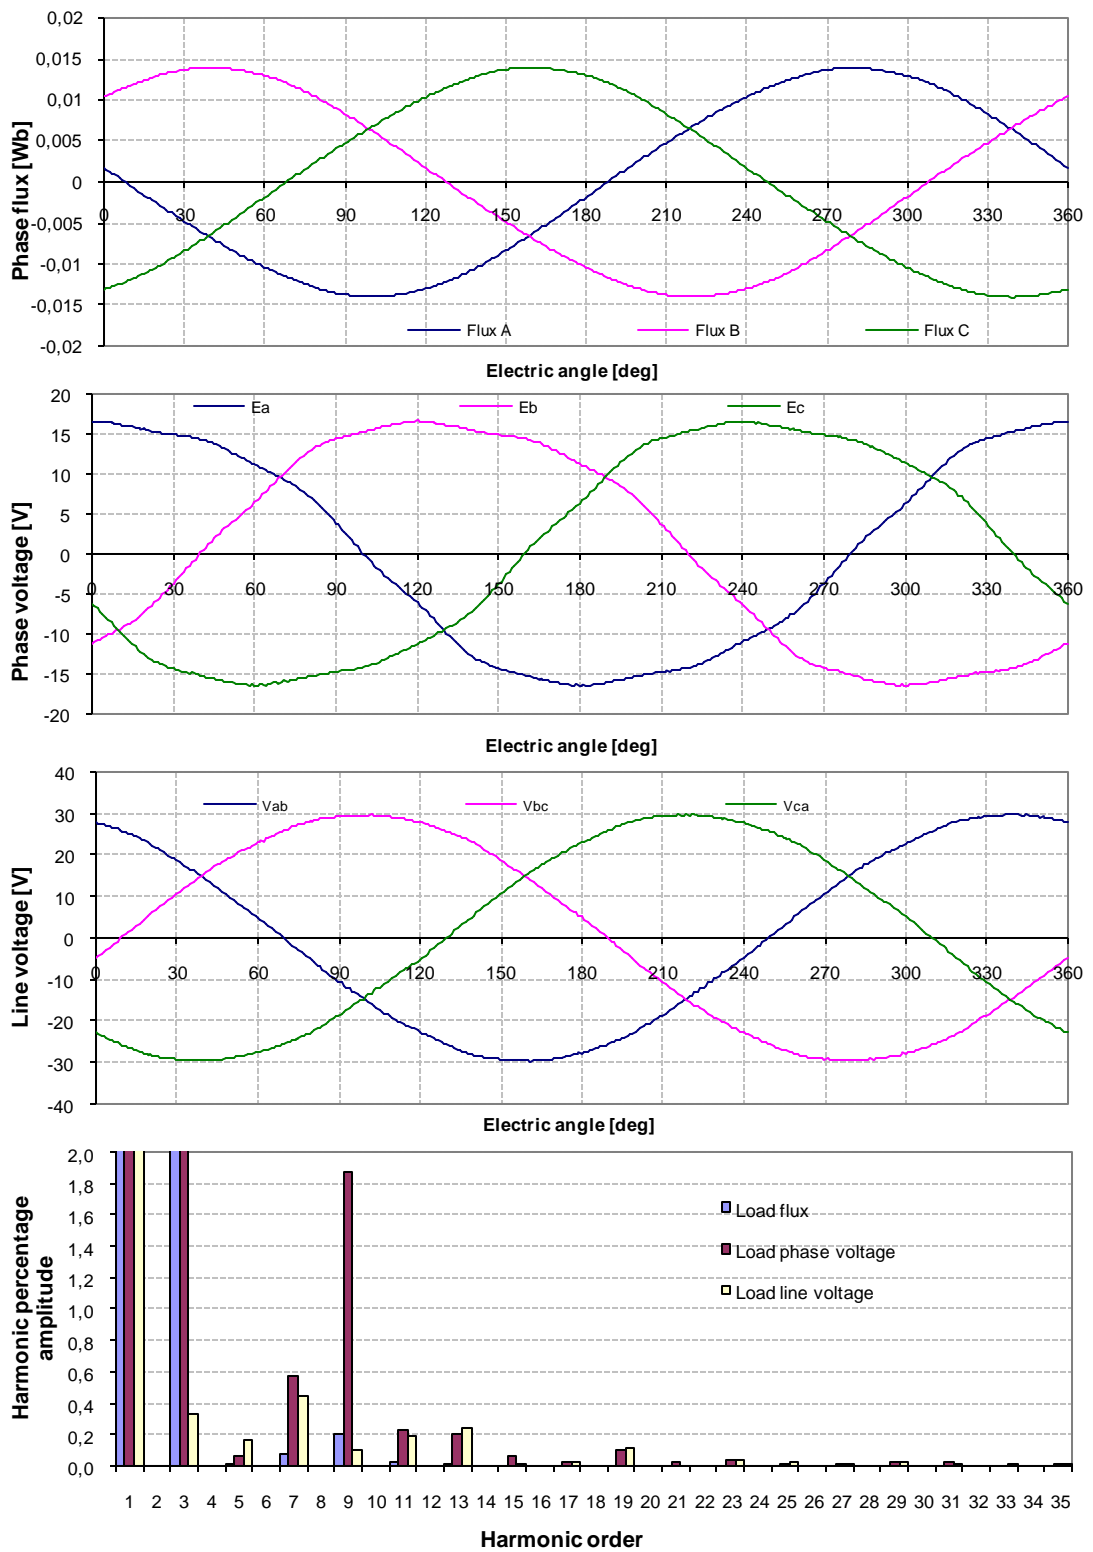 0,02
0,015
0,01
0,005
0
-0,005
-0,01
-0,015
-0,02
Phase flux [Wb]
0 30 60 90 120 150 180 210 240 270 300 330 360
Flux A Flux B Flux C
Electric angle [deg]
20
15
10
5
0
-5
-10
-15
-20
Phase voltage [V]
Ea Eb Ec
0 30 60 90 120 150 180 210 240 270 300 330 360
Electric angle [deg]
40
30
20
10
0
-10
-20
-30
-40
Line voltage [V]
Vab Vbc Vca
0 30 60 90 120 150 180 210 240 270 300 330 360
Electric angle [deg]
2,0
1,8
1,6
1,4
1,2
1,0
0,8
0,6
0,4
0,2
0,0
Harmonic percentage
amplitude
Load flux
Load phase voltage
Load line voltage
1 2 3 4 5 6 7 8 9 10 11 12 13 14 15 16 17 18 19 20 21 22 23 24 25 26 27 28 29 30 31 32 33 34 35
Harmonic order